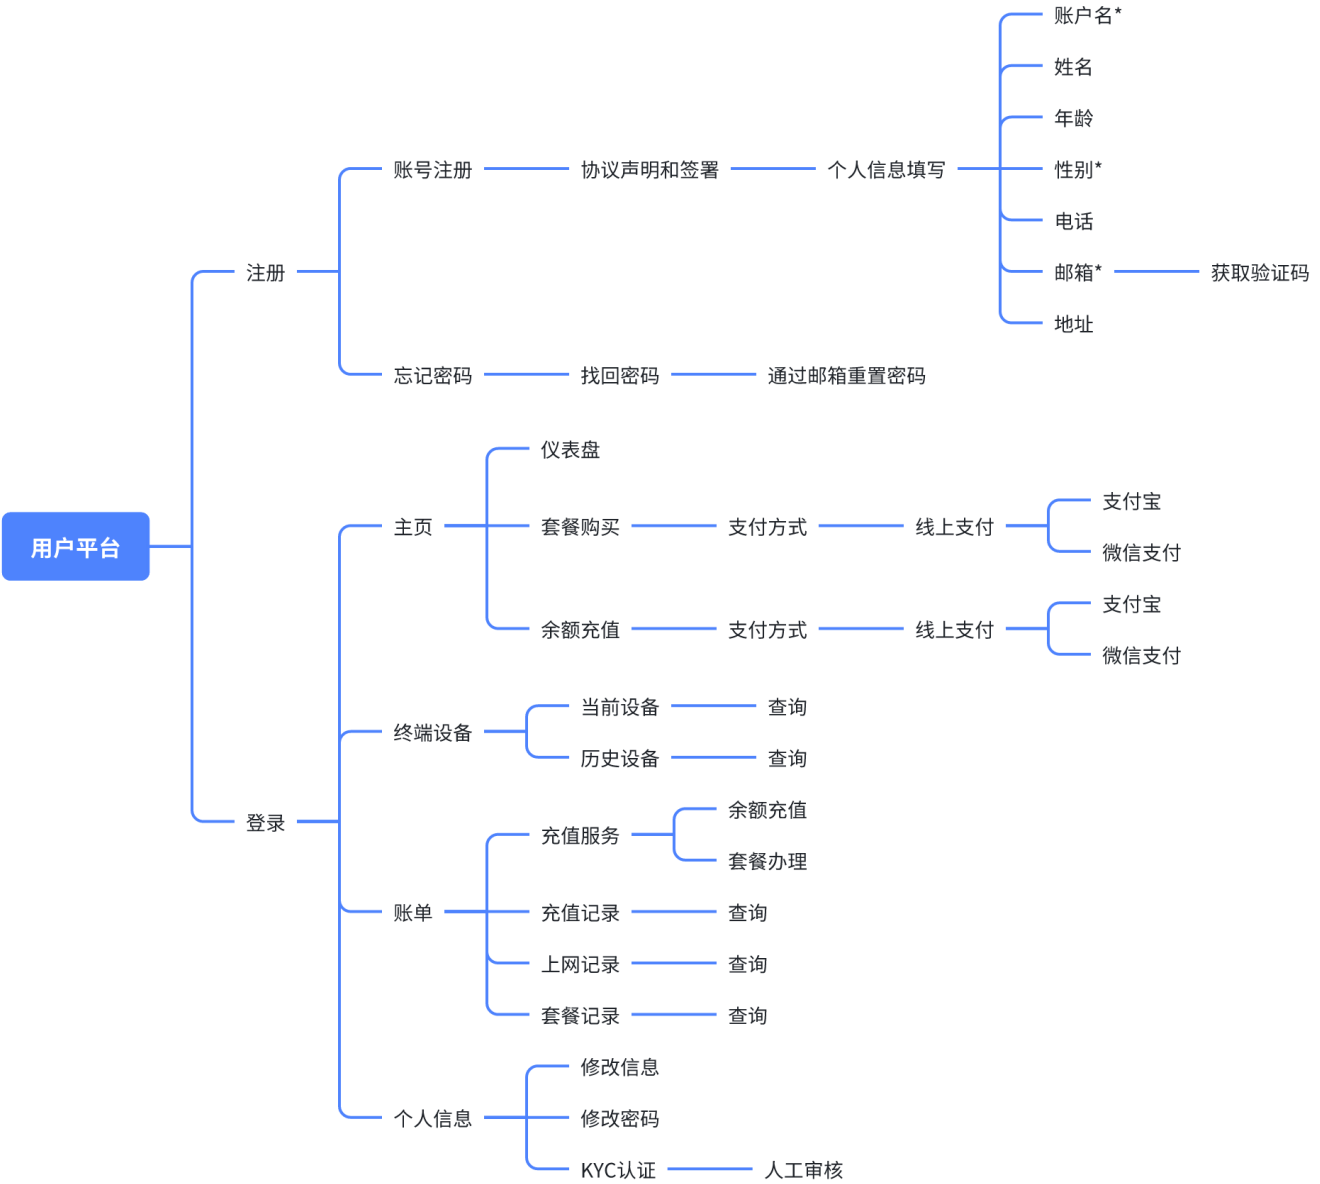 用户平台
注册
账号注册
协议声明和签署
个人信息填写
账户名*
姓名
年龄
性别*
电话
邮箱*
获取验证码
地址
忘记密码
找回密码
通过邮箱重置密码
登录
主页
仪表盘
套餐购买
支付方式
线上支付
支付宝
微信支付
余额充值
支付方式
线上支付
支付宝
微信支付
终端设备
当前设备
查询
历史设备
查询
账单
充值服务
余额充值
套餐办理
充值记录
查询
上网记录
查询
套餐记录
查询
个人信息
修改信息
修改密码
KYC认证
人工审核